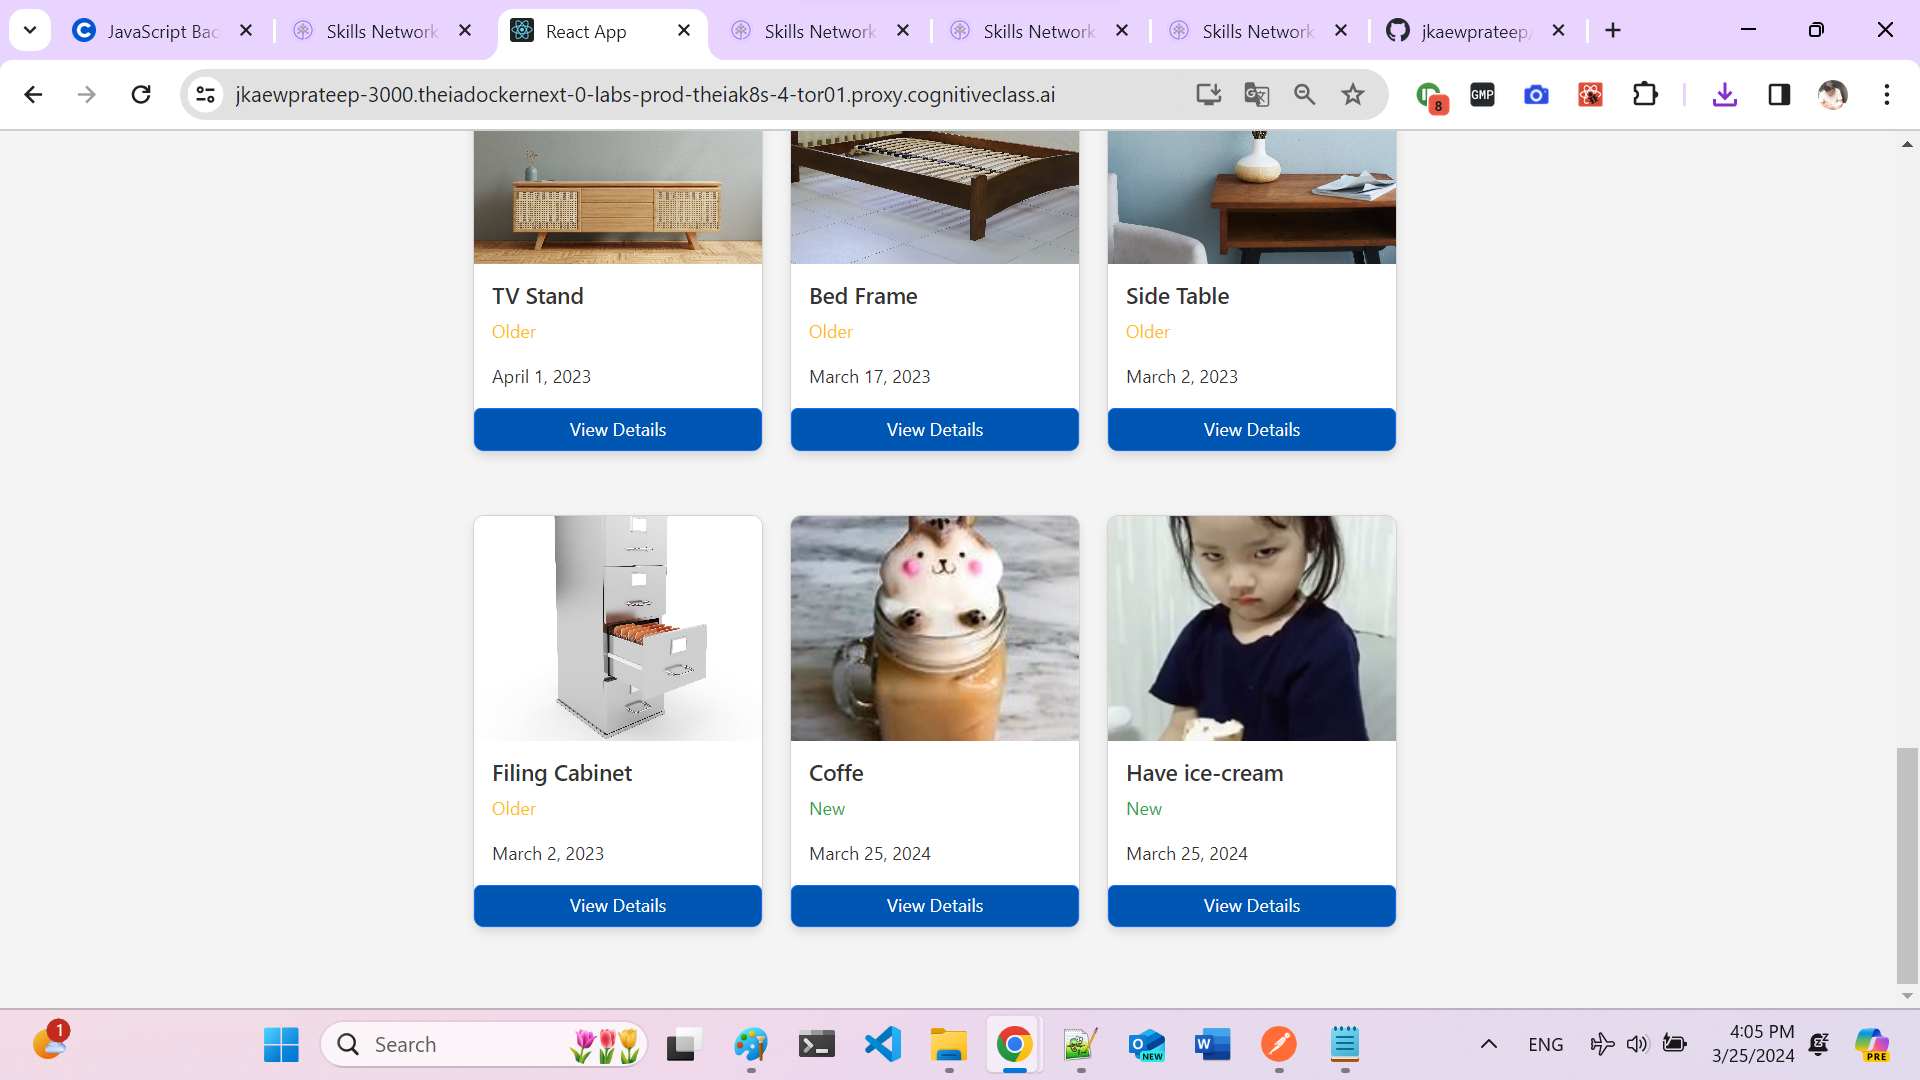 JavaScript Bac
Skills Network
React App
Skills Network
Skills Network
Skills Network
jkaewprateep/
jkaewprateep-3000.theiadockernext-0-labs-prod-theiak8s-4-tor01.proxy.cognitiveclass.ai
8
GMP
TV Stand
Older
April 1, 2023
View Details
Bed Frame
Older
March 17, 2023
View Details
Side Table
Older
March 2, 2023
View Details
Filing Cabinet
Older
March 2, 2023
View Details
Coffe
New
March 25, 2024
View Details
Have ice-cream
New
March 25, 2024
View Details
1
Search
NEW
ENG
4:05 PM
3/25/2024
PRE